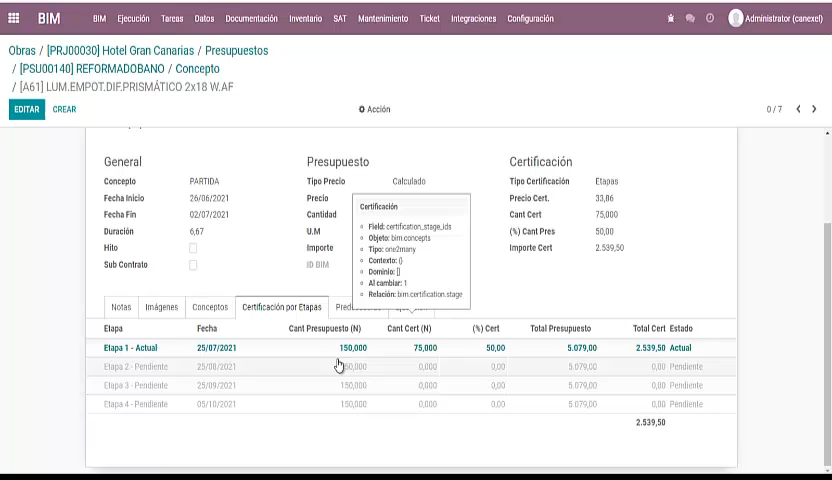 BIM BIM Ejecución Tareas Datos Documentación Inventario SAT Mantenimiento Ticket Integraciones Configuración Administrator (canexel)
Obras / [PRJ00030] Hotel Gran Canarias / Presupuestos
/ [PSU00140] REFORMADOBANO / Concepto
/ [A61] LUM.EMPOT.DIF.PRISMÁTICO 2x18 W.AF
EDITAR CREAR Acción 0 / 7
General Presupuesto Certificación
Concepto PARTIDA Tipo Precio Calculado Tipo Certificación Etapas
Fecha Inicio 26/06/2021 Precio Precio Cert. 33,86
Fecha Fin 02/07/2021 Cantidad Cant Cert 75,000
Duración 6,67 U.M (%) Cant Pres 50,00
Hito Importe Importe Cert 2.539,50
Sub Contrato ID BIM
Certificación
Field: certification_stage_ids
Objeto: bim.concepts
Tipo: one2many
Contexto: {}
Dominio: []
Al cambiar: 1
Relación: bim.certification.stage
Notas Imágenes Conceptos Certificación por Etapas
Etapa Fecha Cant Presupuesto (N) Cant Cert (N) (%) Cert Total Presupuesto Total Cert Estado
Etapa 1 - Actual 25/07/2021 150,000 75,000 50,00 5.079,00 2.539,50 Actual
Etapa 2 - Pendiente 25/08/2021 50,000 0,000 0,00 5.079,00 0,00 Pendiente
Etapa 3 - Pendiente 25/09/2021 150,000 0,000 0,00 5.079,00 0,00 Pendiente
Etapa 4 - Pendiente 05/10/2021 150,000 0,000 0,00 5.079,00 0,00 Pendiente
2.539,50